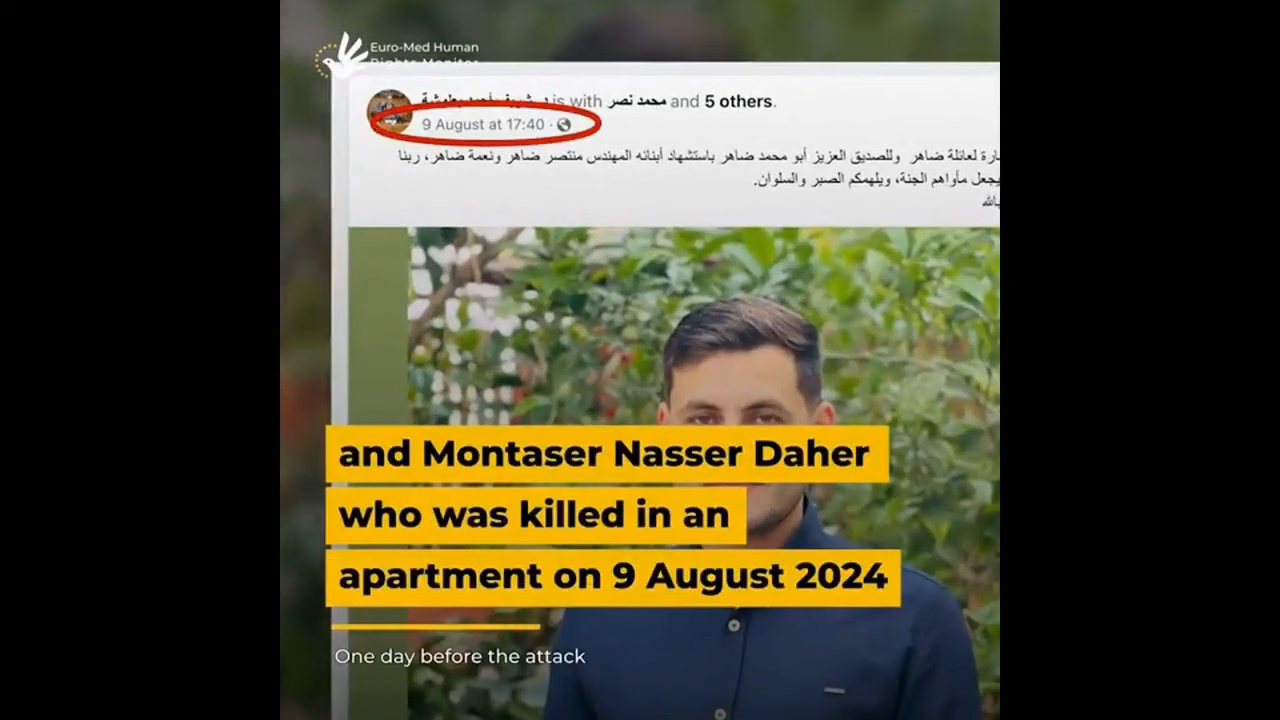 Euro-Med Human
Rights Monitor
is with محمد نصر and 5 others.
9 August at 17:40 ·
لعائلة ضاهر وللصديق العزيز أبو محمد ضاهر باستشهاد أبنائه المهندس منتصر ضاهر ونعمة ضاهر، ربنا
يجعل مأواهم الجنة، ويلهمكم الصبر والسلوان.
and Montaser Nasser Daher
who was killed in an
apartment on 9 August 2024
One day before the attack